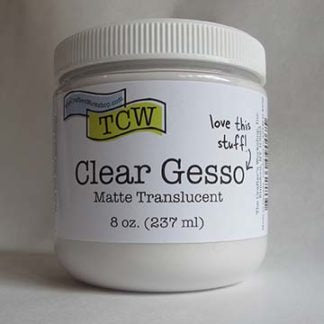 TCW
love this
stuff!
Clear Gesso
Matte Translucent
8 oz. (237 ml)